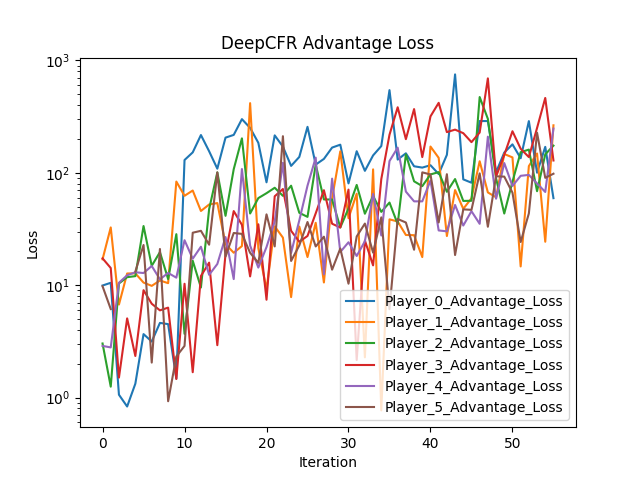 DeepCFR Advantage Loss
10³
10²
10¹
10⁰
Loss
0
10
20
30
40
50
Iteration
Player_0_Advantage_Loss
Player_1_Advantage_Loss
Player_2_Advantage_Loss
Player_3_Advantage_Loss
Player_4_Advantage_Loss
Player_5_Advantage_Loss